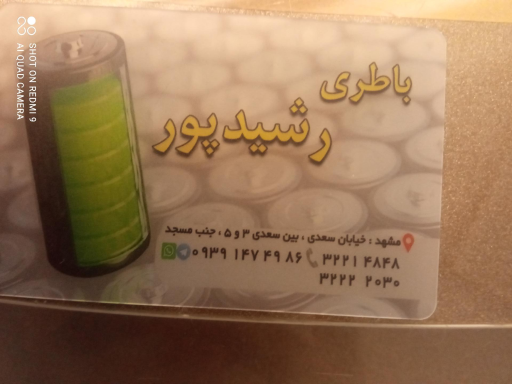 SHOT ON REDMI 9
AI QUAD CAMERA
باطری
رشیدپور
مشهد : خیابان سعدی ، بین سعدی ۳ و ۵ ، جنب مسجد
۳۲۲۱ ۴۸۴۸ ۰۹۳۹ ۱۴۷ ۴۹ ۸۶
۳۲۲۲ ۲۰۳۰